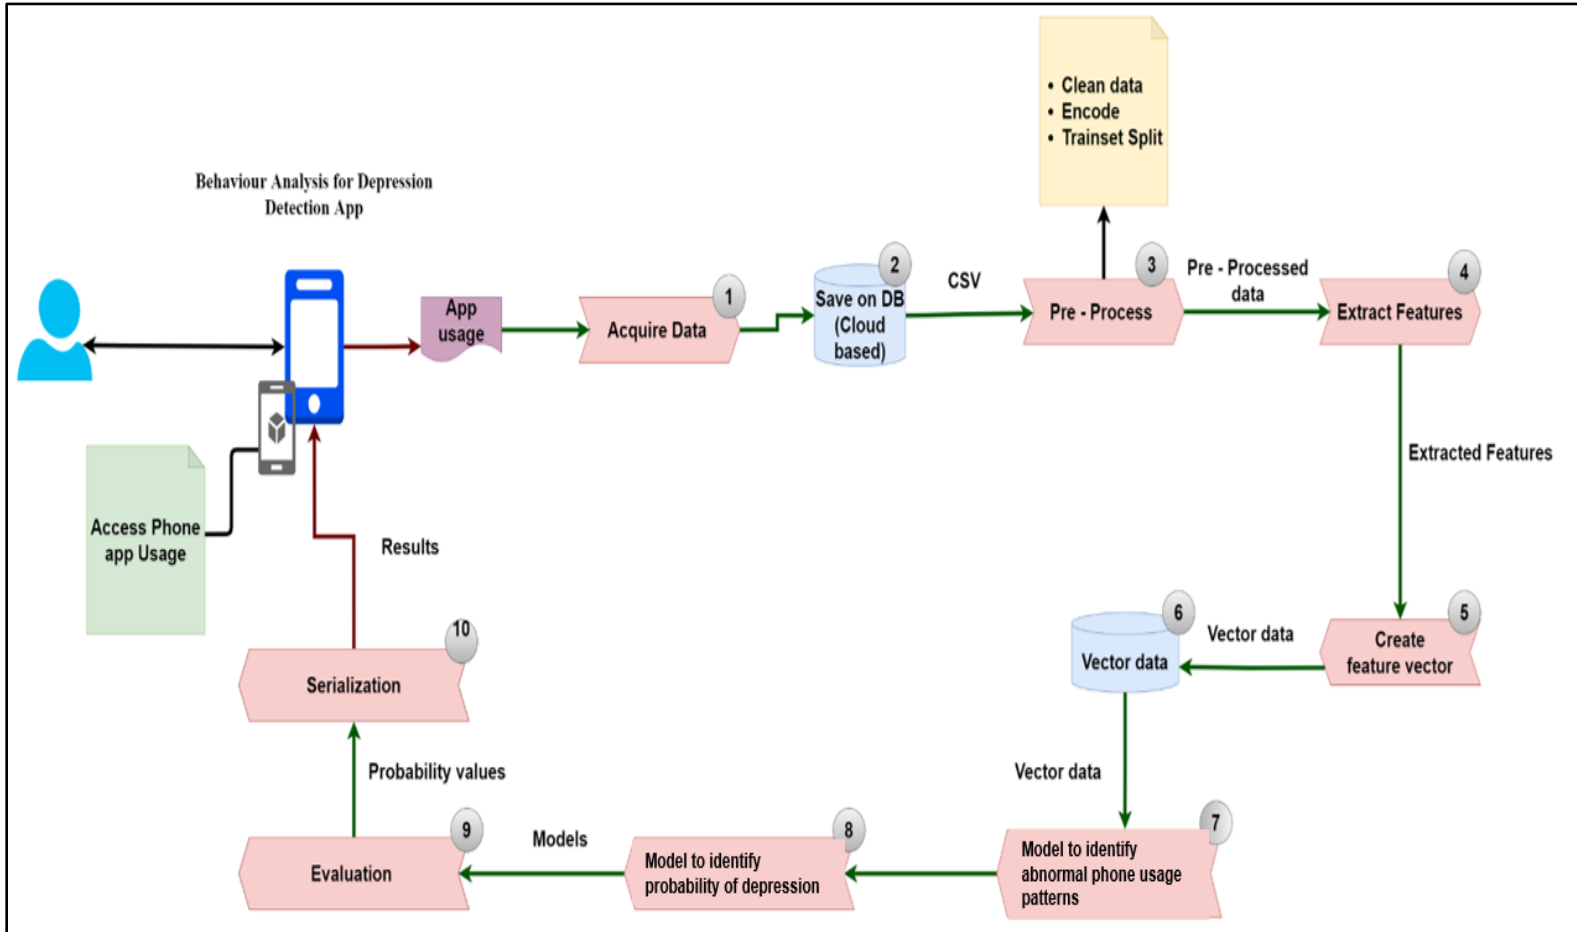 Behaviour Analysis for Depression
Detection App
App
usage
1
Acquire Data
2
Save on DB
(Cloud
based)
CSV
• Clean data
• Encode
• Trainset Split
3
Pre - Process
Pre - Processed
data
4
Extract Features
Extracted Features
5
Create
feature vector
Vector data
6
Vector data
Vector data
7
Model to identify
abnormal phone usage
patterns
8
Model to identify
probability of depression
Models
9
Evaluation
Probability values
10
Serialization
Results
Access Phone
app Usage